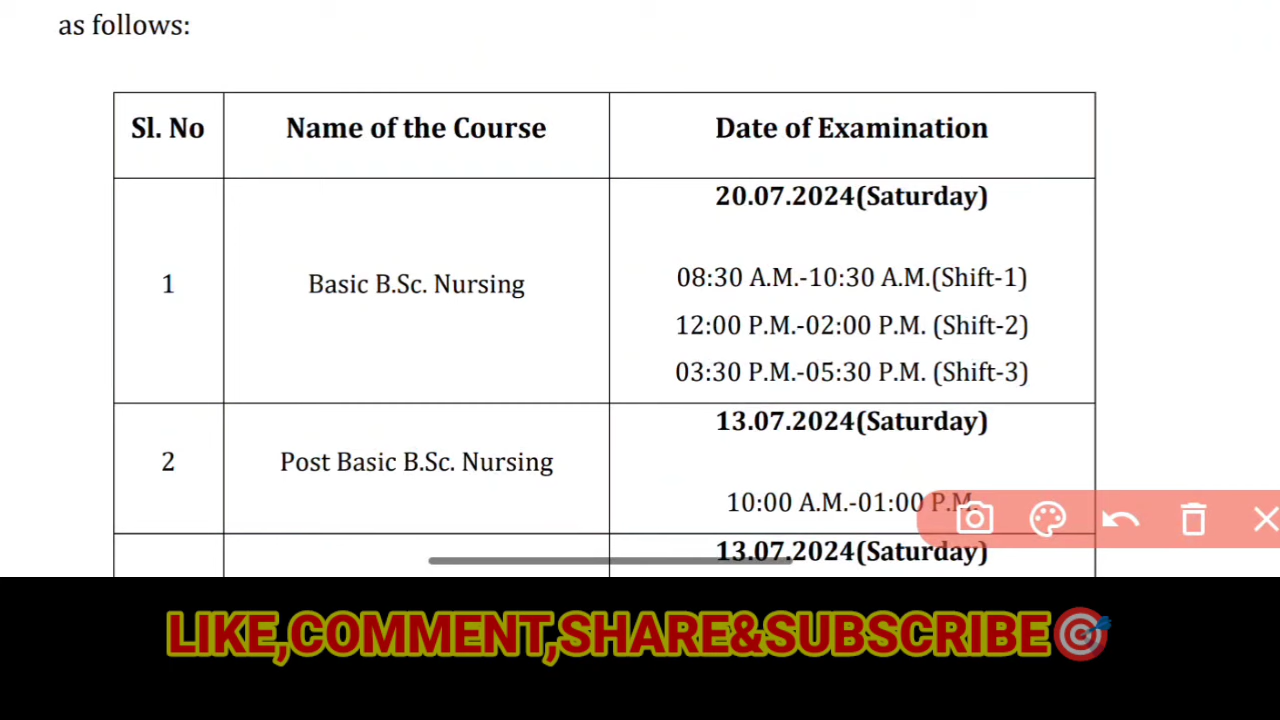 as follows:
Sl. No Name of the Course Date of Examination
20.07.2024(Saturday)
1 Basic B.Sc. Nursing 08:30 A.M.-10:30 A.M.(Shift-1)
12:00 P.M.-02:00 P.M. (Shift-2)
03:30 P.M.-05:30 P.M. (Shift-3)
13.07.2024(Saturday)
2 Post Basic B.Sc. Nursing
10:00 A.M.-01:00 P.M.
13.07.2024(Saturday)
LIKE,COMMENT,SHARE&SUBSCRIBE🎯